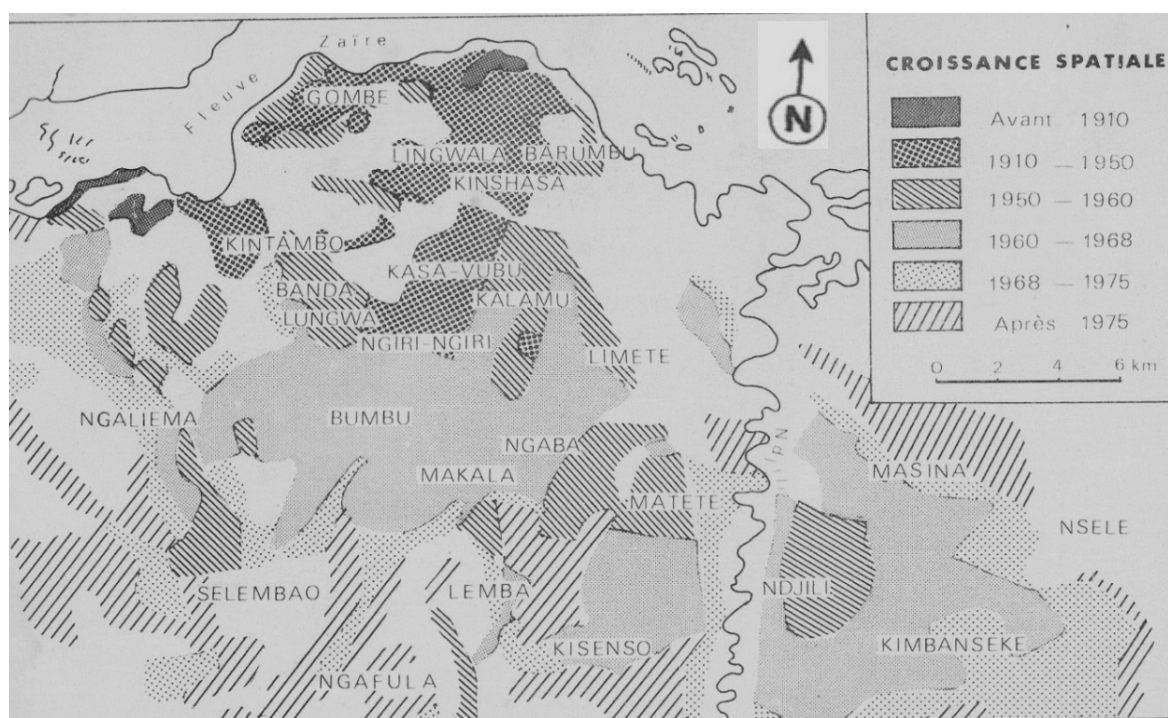 Zaïre
Fleuve
N
CROISSANCE SPATIALE
Avant 1910
1910 — 1950
1950 — 1960
1960 — 1968
1968 — 1975
Après 1975
0 2 4 6 km
GOMBE
LINGWALA BARUMBU
KINSHASA
KINTAMBO
KASA-VUBU
BANDA
LUNGWA
KALAMU
NGIRI-NGIRI
LIMETE
NGALIEMA
BUMBU
NGABA
MAKALA
Ndjili
MASINA
MATETE
NSELE
SELEMBAO
LEMBA
NDJILI
KISENSO
KIMBANSEKE
NGAFULA